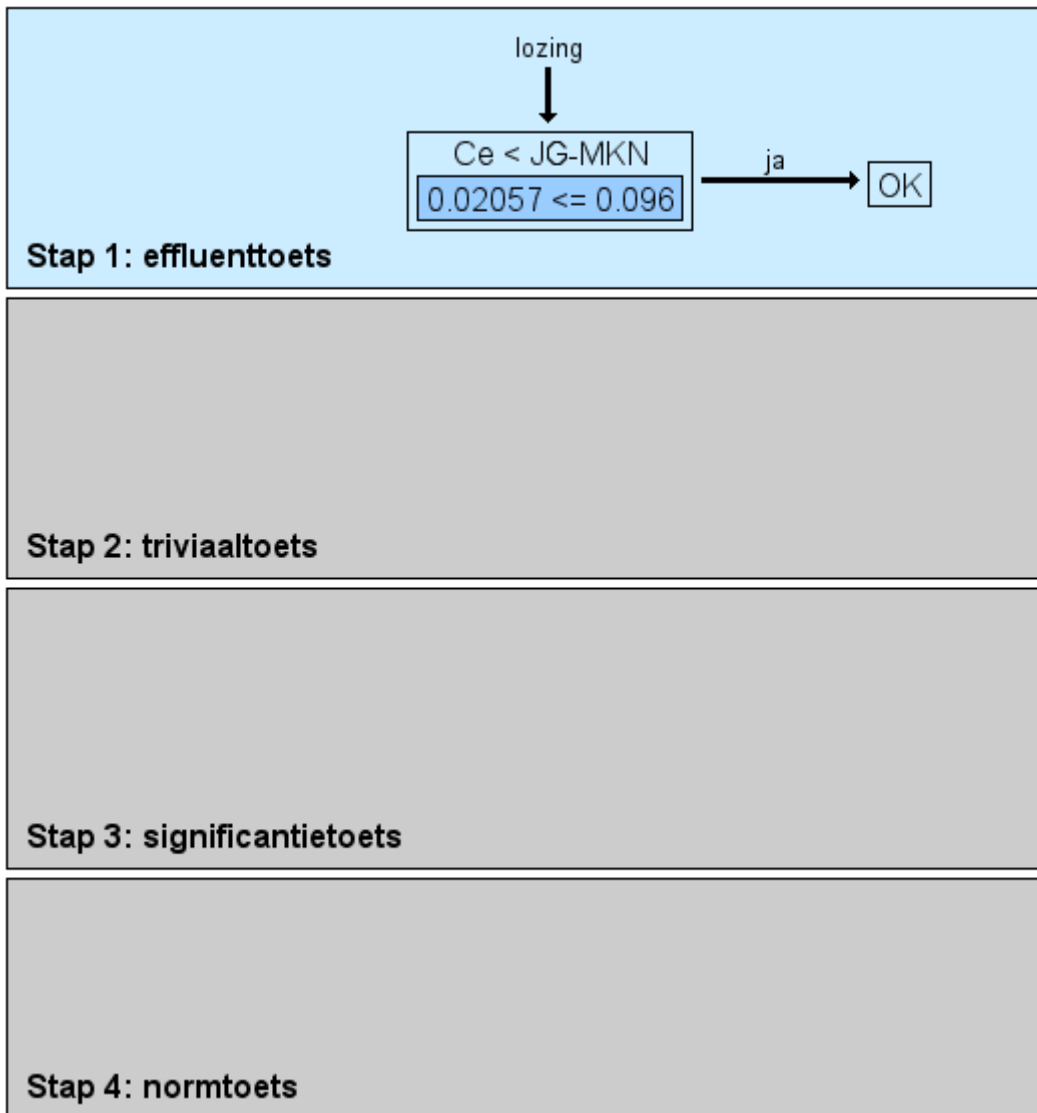 lozing
Ce < JG-MKN
ja
OK
0.02057 <= 0.096
Stap 1: effluenttoets
Stap 2: triviaaltoets
Stap 3: significantietoets
Stap 4: normtoets